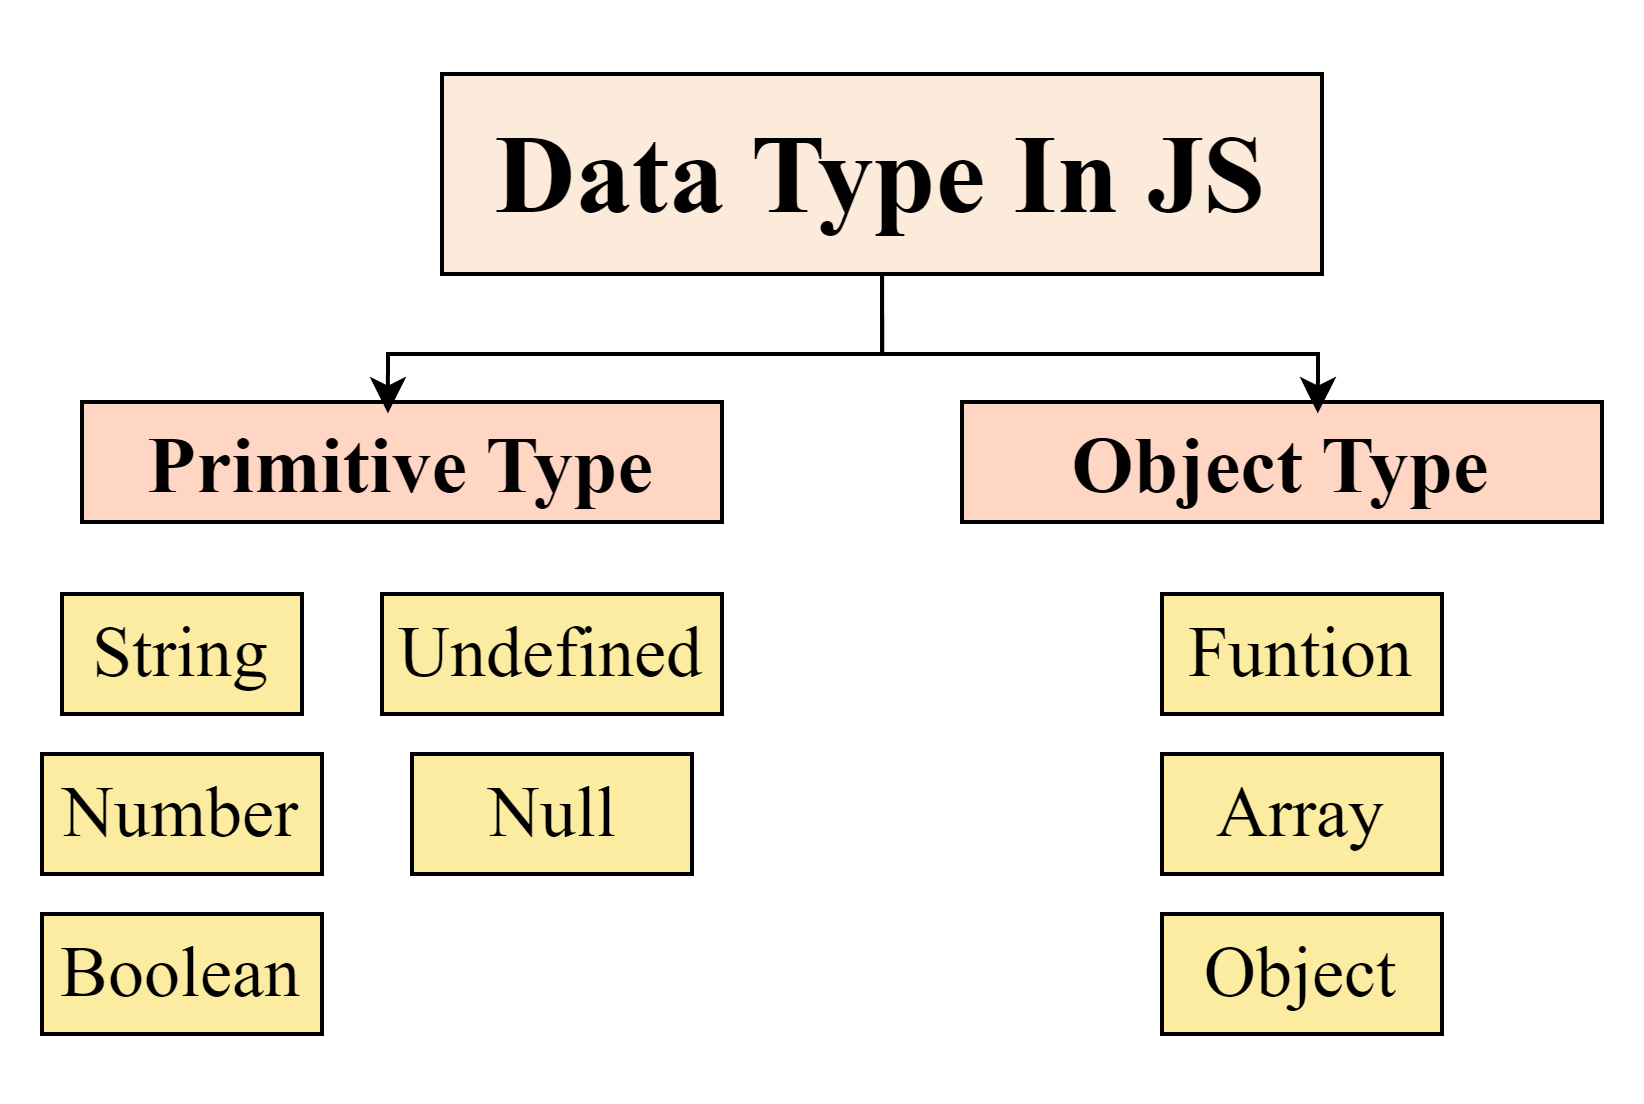 Data Type In JS
Primitive Type
Object Type
String
Undefined
Funtion
Number
Null
Array
Boolean
Object